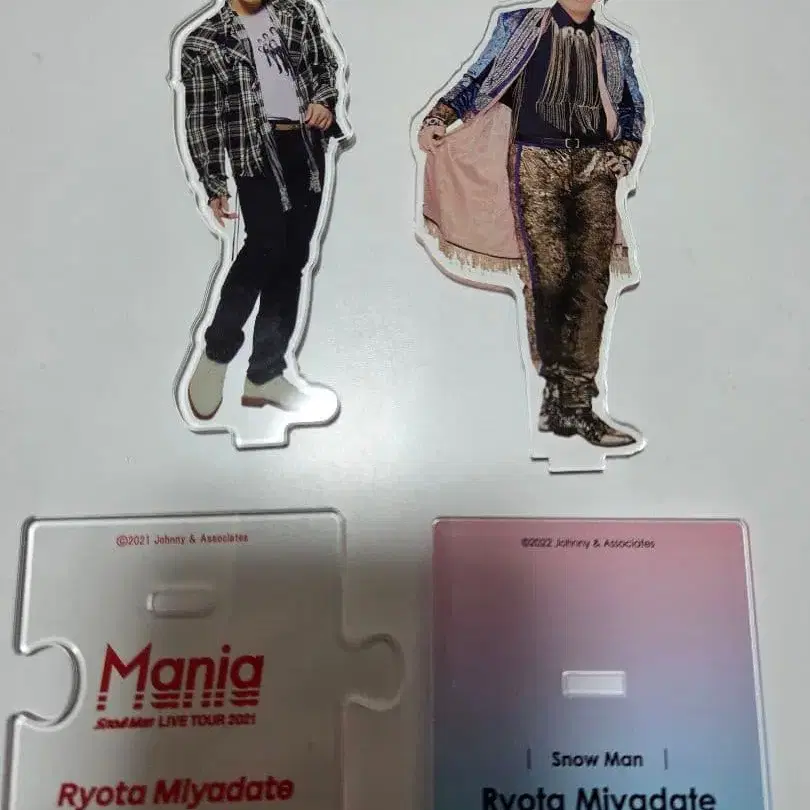 ©2021 Johnny & Associates
Mania
Snow Man LIVE TOUR 2021
Ryota Miyadate
©2022 Johnny & Associates
| Snow Man |
Ryota Miyadate